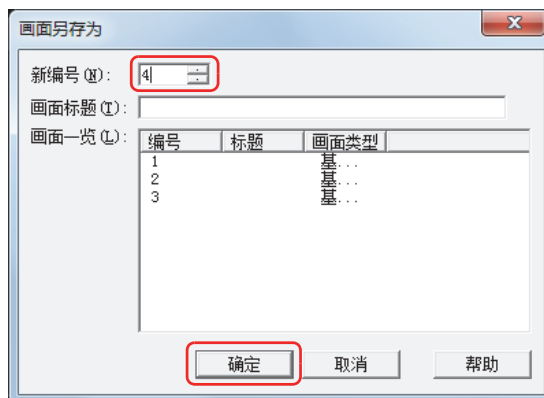 画面另存为
新编号(N): 4
画面标题(T):
画面一览(L): 编号 标题 画面类型
1 基...
2 基...
3 基...
确定 取消 帮助